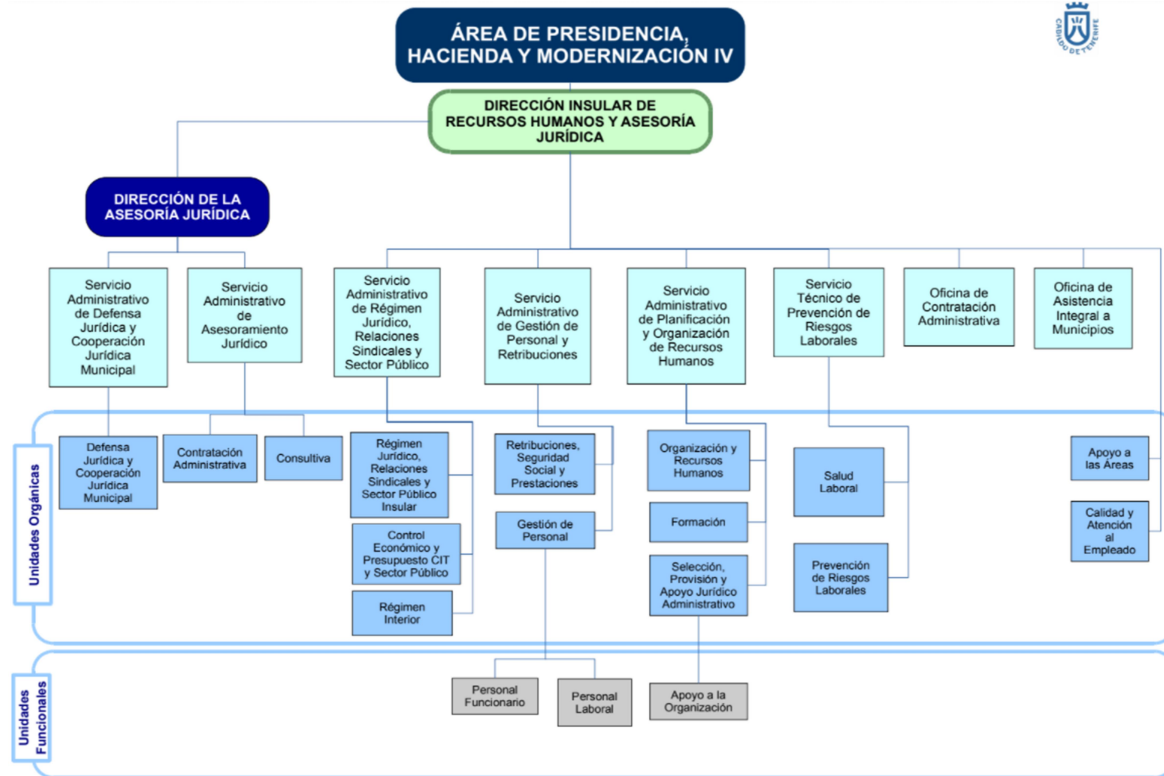 ÁREA DE PRESIDENCIA,
HACIENDA Y MODERNIZACIÓN IV
CABILDO DE TENERIFE
DIRECCIÓN INSULAR DE
RECURSOS HUMANOS Y ASESORÍA
JURÍDICA
DIRECCIÓN DE LA
ASESORÍA JURÍDICA
Servicio
Administrativo
de Defensa
Jurídica y
Cooperación
Jurídica
Municipal
Servicio
Administrativo
de
Asesoramiento
Jurídico
Servicio
Administrativo
de Régimen
Jurídico,
Relaciones
Sindicales y
Sector Público
Servicio
Administrativo
de Gestión de
Personal y
Retribuciones
Servicio
Administrativo
de Planificación
y Organización
de Recursos
Humanos
Servicio
Técnico de
Prevención de
Riesgos
Laborales
Oficina de
Contratación
Administrativa
Oficina de
Asistencia
Integral a
Municipios
Unidades Orgánicas
Defensa
Jurídica y
Cooperación
Jurídica
Municipal
Contratación
Administrativa
Consultiva
Régimen
Jurídico,
Relaciones
Sindicales y
Sector Público
Insular
Control
Económico y
Presupuesto CIT
y Sector Público
Régimen
Interior
Retribuciones,
Seguridad
Social y
Prestaciones
Gestión de
Personal
Organización y
Recursos
Humanos
Formación
Selección,
Provisión y
Apoyo Jurídico
Administrativo
Salud
Laboral
Prevención
de Riesgos
Laborales
Apoyo a
las Áreas
Calidad y
Atención
al
Empleado
Unidades
Funcionales
Personal
Funcionario
Personal
Laboral
Apoyo a la
Organización